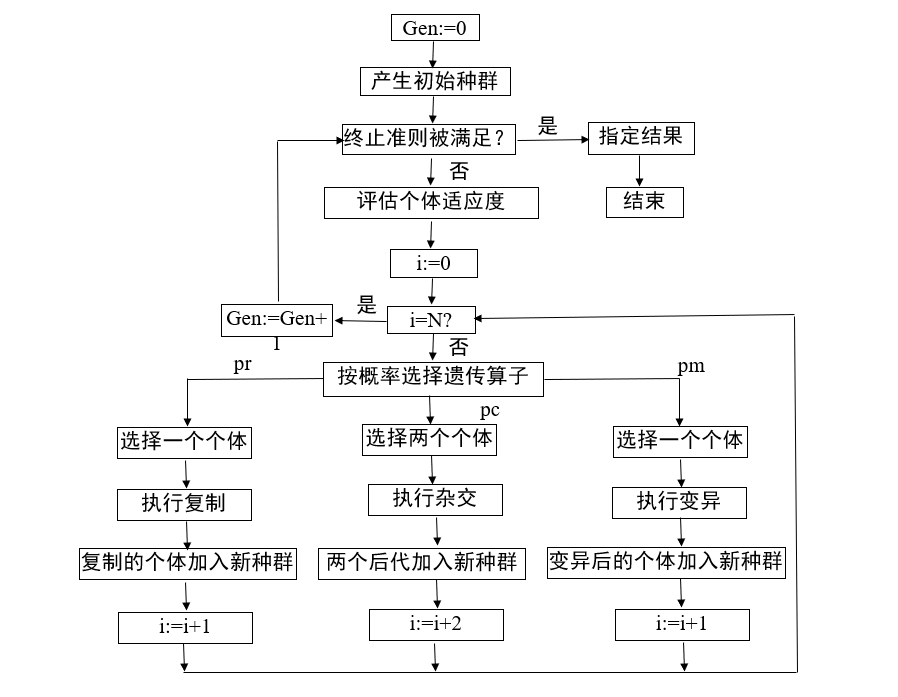 Gen:=0
产生初始种群
终止准则被满足?
是
指定结果
否
结束
评估个体适应度
i:=0
是
Gen:=Gen+
1
i=N?
否
pr
按概率选择遗传算子
pm
pc
选择一个个体
选择两个个体
选择一个个体
执行复制
执行杂交
执行变异
复制的个体加入新种群
两个后代加入新种群
变异后的个体加入新种群
i:=i+1
i:=i+2
i:=i+1